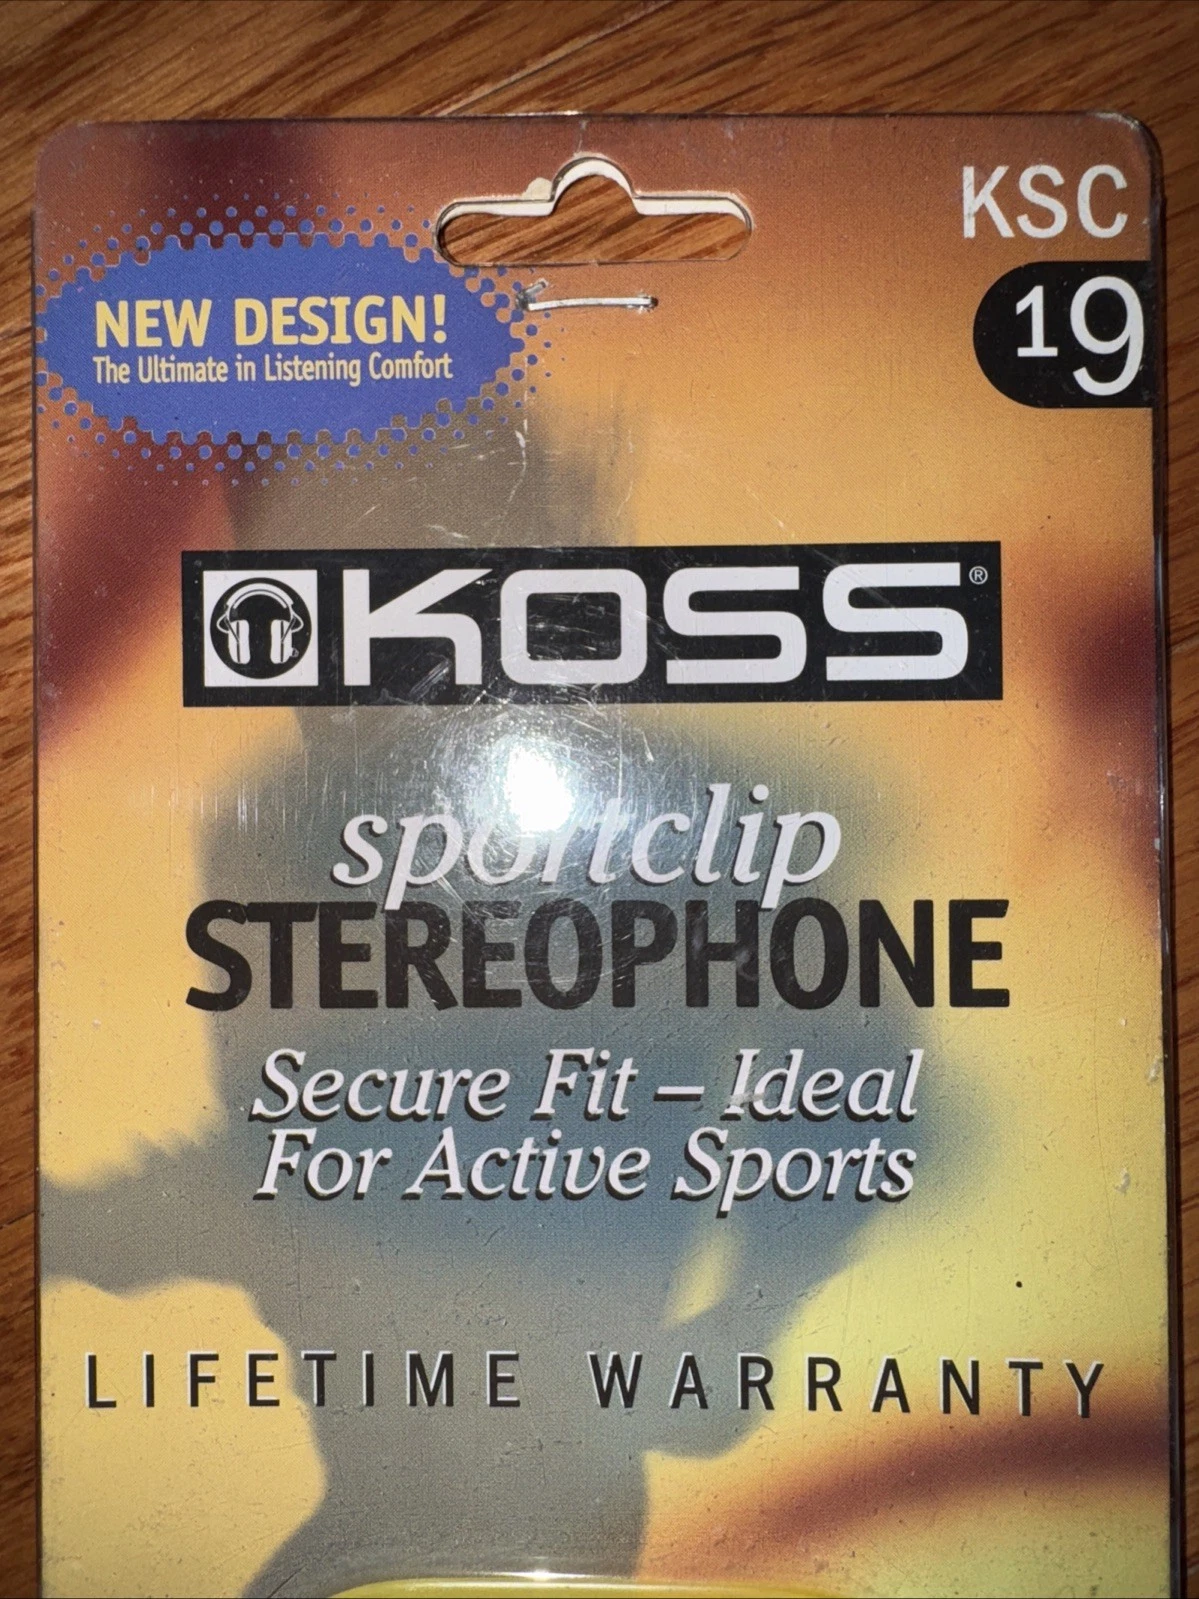 KSC
19
NEW DESIGN!
The Ultimate in Listening Comfort
KOSS®
sportclip
STEREOPHONE
Secure Fit – Ideal
For Active Sports
LIFETIME WARRANTY